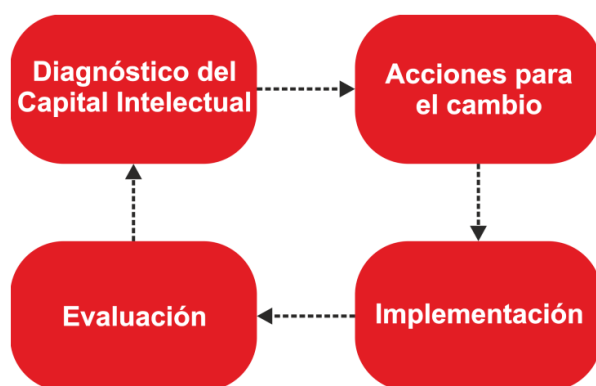 Diagnóstico del
Capital Intelectual
Acciones para
el cambio
Evaluación
Implementación